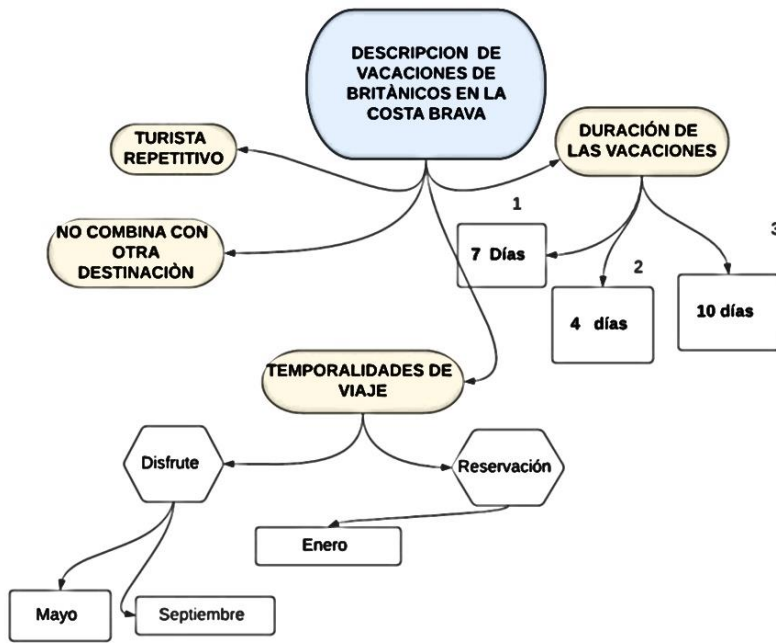 DESCRIPCION DE
VACACIONES DE
BRITÀNICOS EN LA
COSTA BRAVA
TURISTA
REPETITIVO
DURACIÓN DE
LAS VACACIONES
NO COMBINA CON
OTRA
DESTINACIÒN
1
7 Días
2
4 días
3
10 días
TEMPORALIDADES DE
VIAJE
Disfrute
Reservación
Enero
Mayo
Septiembre